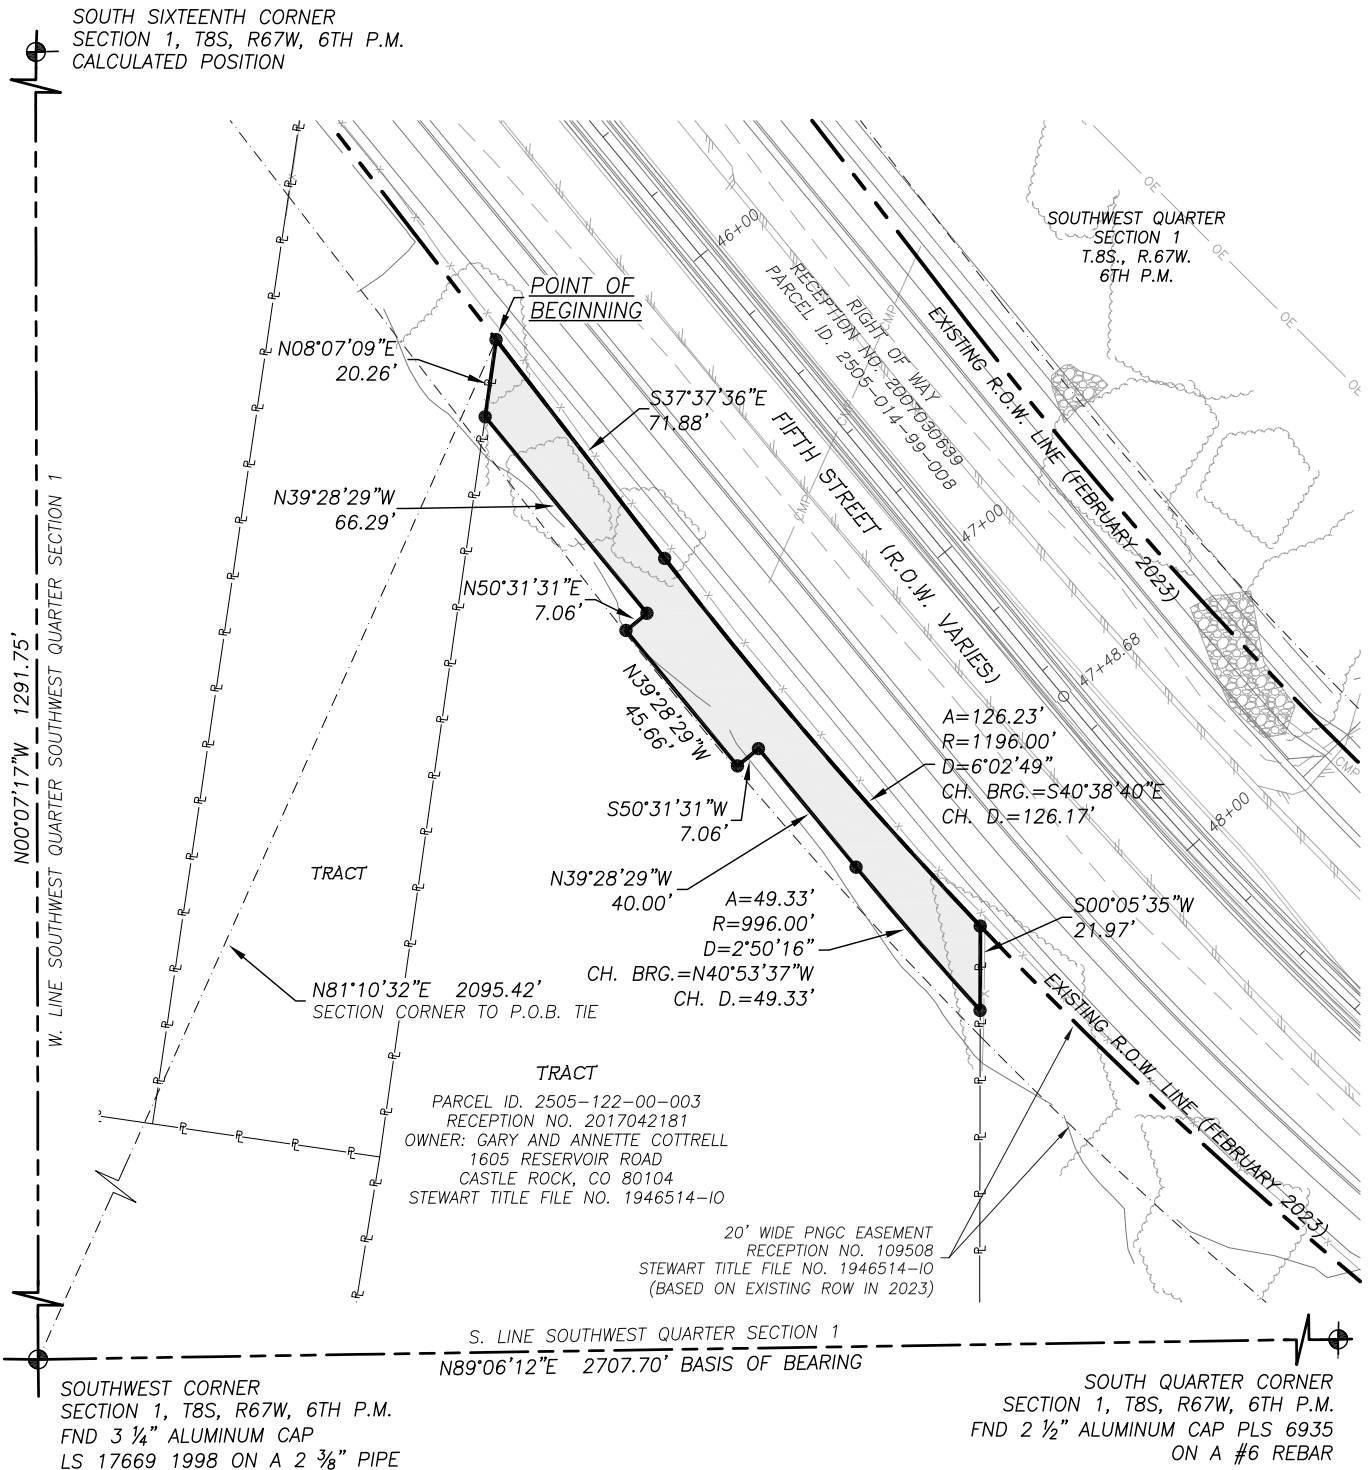 SOUTH SIXTEENTH CORNER
SECTION 1, T8S, R67W, 6TH P.M.
CALCULATED POSITION
SOUTHWEST QUARTER
SECTION 1
T.8S., R.67W.
6TH P.M.
OE
OE
OE
OE
46+00
RIGHT OF WAY
RECEPTION NO. 2007030639
PARCEL ID. 2505-014-99-008
CMP
CMP
CMP
EXISTING R.O.W. LINE (FEBRUARY 2023)
POINT OF
BEGINNING
N08°07'09"E
20.26'
S37°37'36"E
71.88'
FIFTH STREET (R.O.W. VARIES)
47+00
N39°28'29"W
66.29'
N50°31'31"E
7.06'
47+48.68
N39°28'29"W
45.66'
A=126.23'
R=1196.00'
D=6°02'49"
CH. BRG.=S40°38'40"E
CH. D.=126.17'
CMP
48+00
S50°31'31"W
7.06'
N39°28'29"W
40.00'
A=49.33'
R=996.00'
D=2°50'16"
CH. BRG.=N40°53'37"W
CH. D.=49.33'
S00°05'35"W
21.97'
TRACT
N00°07'17"W 1291.75'
W. LINE SOUTHWEST QUARTER SOUTHWEST QUARTER SECTION 1
N81°10'32"E 2095.42'
SECTION CORNER TO P.O.B. TIE
EXISTING R.O.W. LINE (FEBRUARY 2023)
TRACT
PARCEL ID. 2505-122-00-003
RECEPTION NO. 2017042181
OWNER: GARY AND ANNETTE COTTRELL
1605 RESERVOIR ROAD
CASTLE ROCK, CO 80104
STEWART TITLE FILE NO. 1946514-IO
20' WIDE PNGC EASEMENT
RECEPTION NO. 109508
STEWART TITLE FILE NO. 1946514-IO
(BASED ON EXISTING ROW IN 2023)
S. LINE SOUTHWEST QUARTER SECTION 1
N89°06'12"E 2707.70' BASIS OF BEARING
SOUTHWEST CORNER
SECTION 1, T8S, R67W, 6TH P.M.
FND 3 ¼" ALUMINUM CAP
LS 17669 1998 ON A 2 ⅜" PIPE
SOUTH QUARTER CORNER
SECTION 1, T8S, R67W, 6TH P.M.
FND 2 ½" ALUMINUM CAP PLS 6935
ON A #6 REBAR